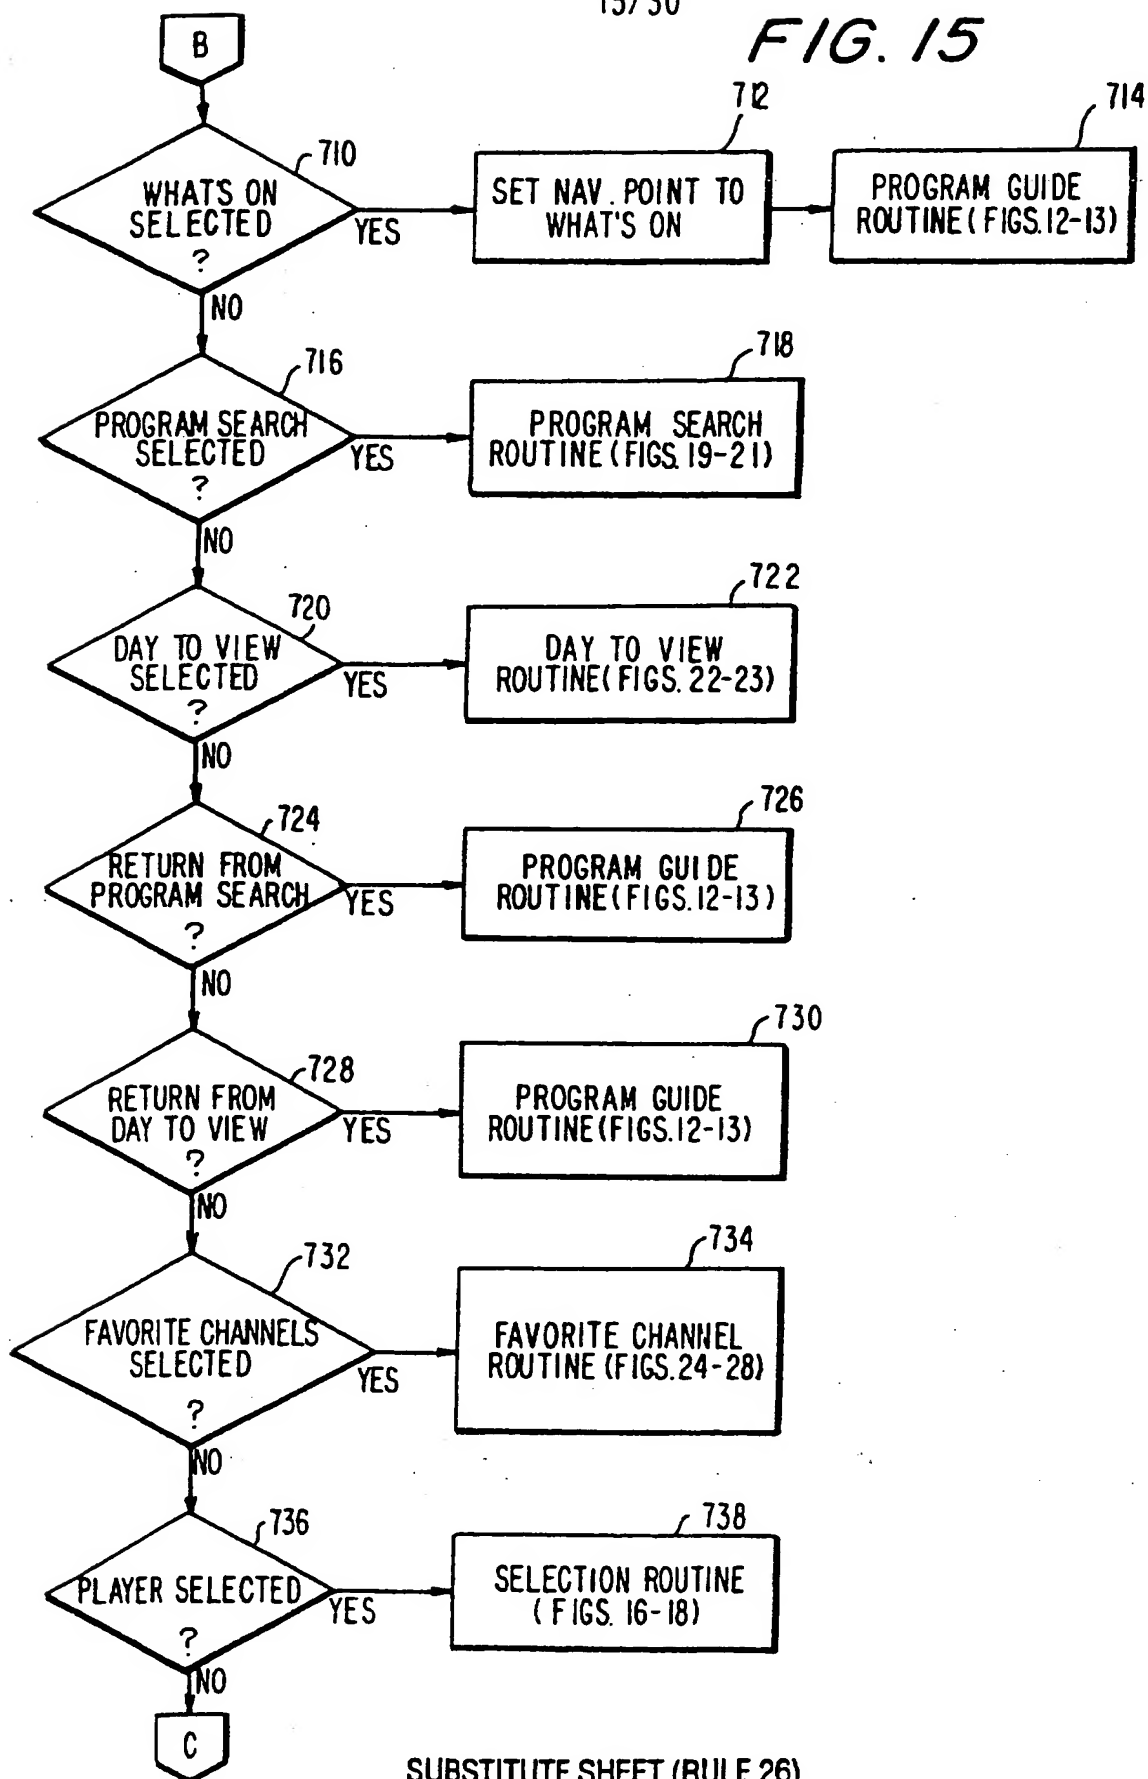 15/30
FIG. 15
B
710
WHAT'S ON
SELECTED
?
YES
NO
712
SET NAV. POINT TO
WHAT'S ON
714
PROGRAM GUIDE
ROUTINE(FIGS.12-13)
716
PROGRAM SEARCH
SELECTED
?
YES
NO
718
PROGRAM SEARCH
ROUTINE(FIGS.19-21)
720
DAY TO VIEW
SELECTED
?
YES
NO
722
DAY TO VIEW
ROUTINE(FIGS.22-23)
724
RETURN FROM
PROGRAM SEARCH
?
YES
NO
726
PROGRAM GUIDE
ROUTINE(FIGS.12-13)
728
RETURN FROM
DAY TO VIEW
?
YES
NO
730
PROGRAM GUIDE
ROUTINE(FIGS.12-13)
732
FAVORITE CHANNELS
SELECTED
?
YES
NO
734
FAVORITE CHANNEL
ROUTINE(FIGS.24-28)
736
PLAYER SELECTED
?
YES
NO
738
SELECTION ROUTINE
(FIGS. 16-18)
C
SUBSTITUTE SHEET (RULE 26)